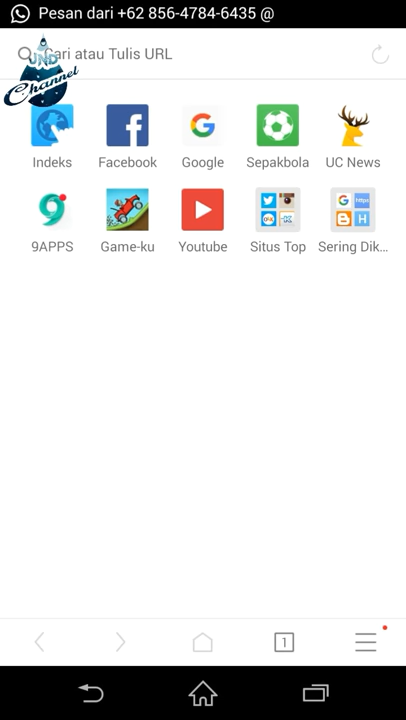 Pesan dari +62 856-4784-6435 @
Cari atau Tulis URL
JND
Channel
Indeks
Facebook
Google
Sepakbola
UC News
9APPS
Game-ku
Youtube
Situs Top
Sering Dik...
1